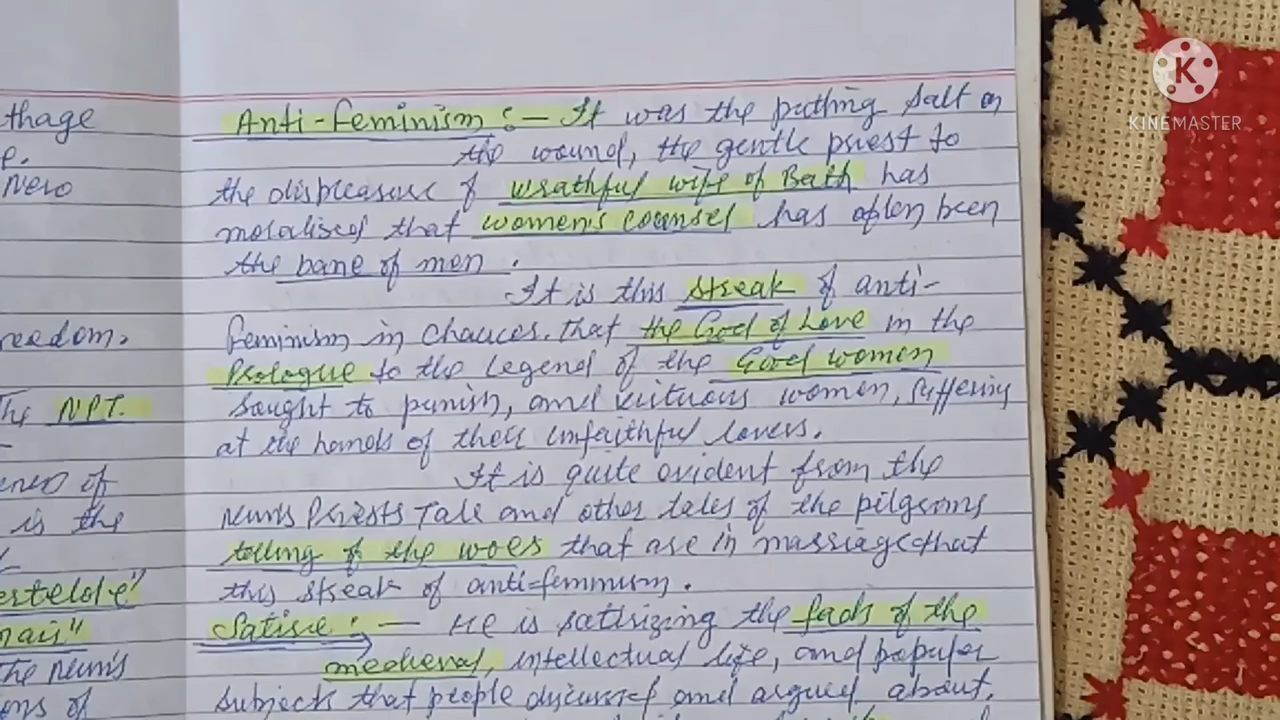 thage
e.
Nero
reedom.
The NPT.
is the
ertelote"
The Nun's
ons of
Anti-Feminism :- It was the putting salt on
the wound, the gentle priest to
the displeasure of wrathful wife of Bath has
moralised that women's counsel has often been
the bane of men.
It is this streak of anti-
feminism in Chaucer. that the God of Love in the
Prologue to the Legend of the Good women
sought to punish, and virtuous women, suffering
at the hands of their unfaithful lovers.
It is quite evident from the
Nun's Priest's Tale and other tales of the pilgrims
telling of the woes that are in marriage that
this streak of anti-feminism.
Satire : — He is satirizing the fads of the
medieval, intellectual life, and popular
subjects that people discussed and argued about.
K
KINEMASTER